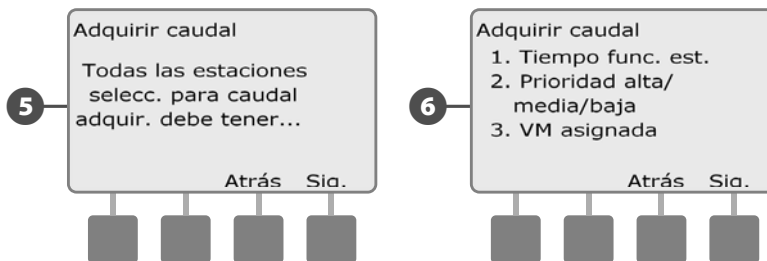 Adquirir caudal
Todas las estaciones
selecc. para caudal
adquir. debe tener...
Atrás Sig.
5
Adquirir caudal
1. Tiempo func. est.
2. Prioridad alta/
media/baja
3. VM asignada
Atrás Sig.
6